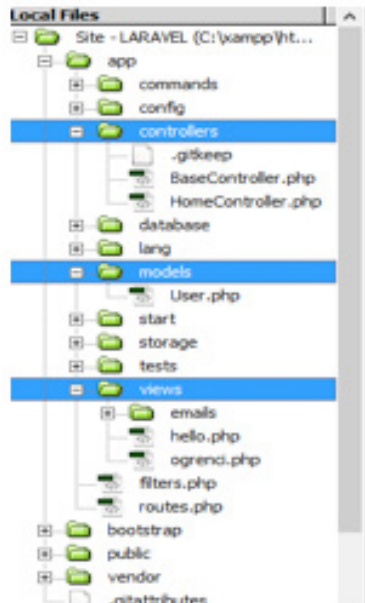 Local Files
Site - LARAVEL (C:\xampp\ht...
app
commands
config
controllers
.gitkeep
BaseController.php
HomeController.php
database
lang
models
User.php
start
storage
tests
views
emails
hello.php
ogrenci.php
filters.php
routes.php
bootstrap
public
vendor
.gitattributes